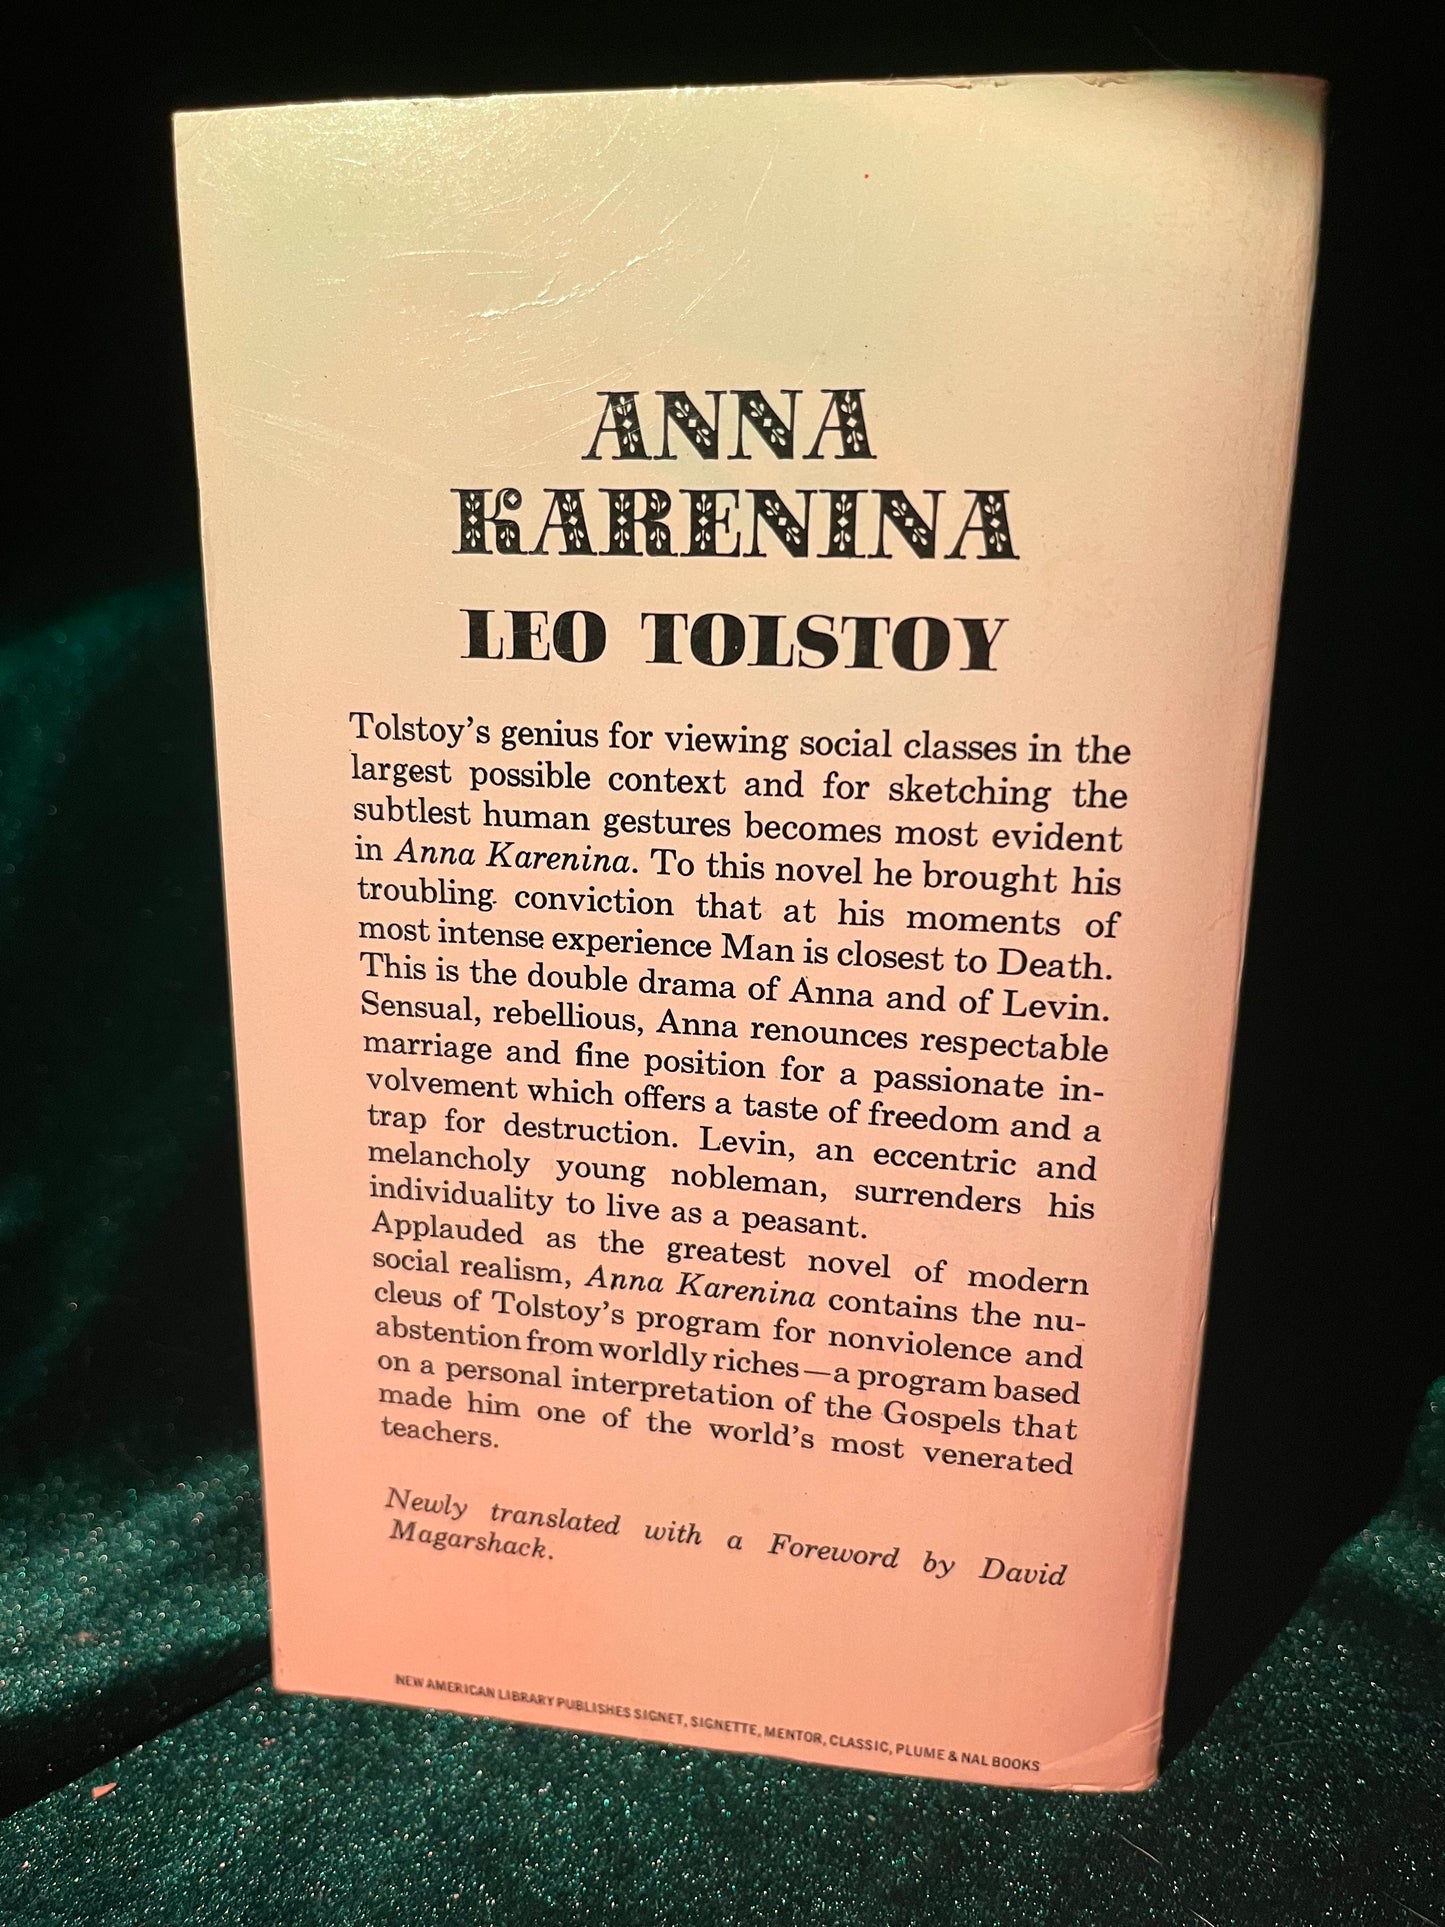 ANNA
KARENINA
LEO TOLSTOY
Tolstoy's genius for viewing social classes in the
largest possible context and for sketching the
subtlest human gestures becomes most evident
in Anna Karenina. To this novel he brought his
troubling conviction that at his moments of
most intense experience Man is closest to Death.
This is the double drama of Anna and of Levin.
Sensual, rebellious, Anna renounces respectable
marriage and fine position for a passionate in-
volvement which offers a taste of freedom and a
trap for destruction. Levin, an eccentric and
melancholy young nobleman, surrenders his
individuality to live as a peasant.
Applauded as the greatest novel of modern
social realism, Anna Karenina contains the nu-
cleus of Tolstoy's program for nonviolence and
abstention from worldly riches—a program based
on a personal interpretation of the Gospels that
made him one of the world's most venerated
teachers.
Newly translated with a Foreword by David
Magarshack.
NEW AMERICAN LIBRARY PUBLISHES SIGNET, SIGNETTE, MENTOR, CLASSIC, PLUME & NAL BOOKS